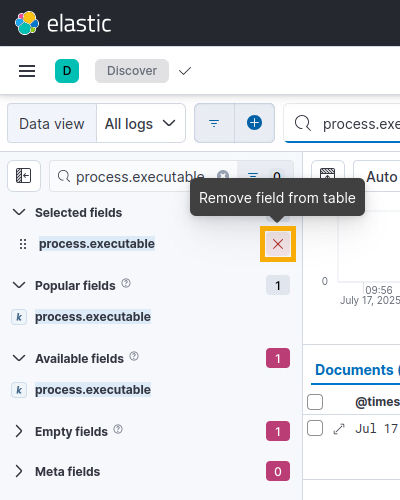 elastic
D
Discover
Data view
All logs
process.exe
process.executable
0
Auto
Remove field from table
Selected fields
process.executable
0
09:56
July 17, 2025
Popular fields
1
k process.executable
Available fields
1
k process.executable
Documents (
@times
Jul 17
Empty fields
1
Meta fields
0